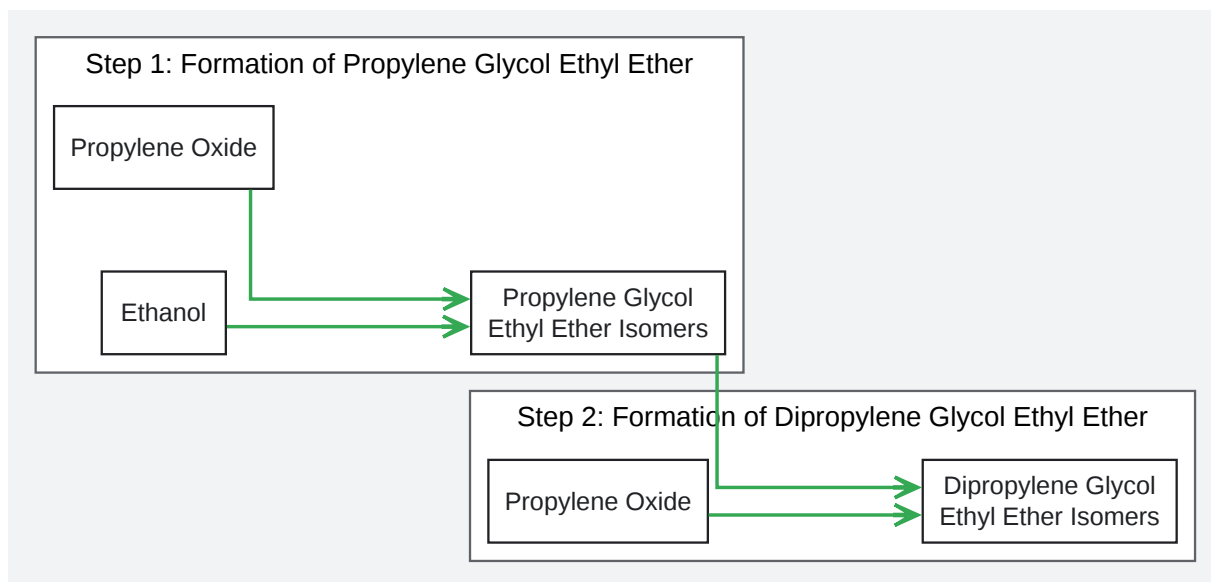 Step 1: Formation of Propylene Glycol Ethyl Ether
Propylene Oxide
Ethanol
Propylene Glycol
Ethyl Ether Isomers
Step 2: Formation of Dipropylene Glycol Ethyl Ether
Propylene Oxide
Dipropylene Glycol
Ethyl Ether Isomers